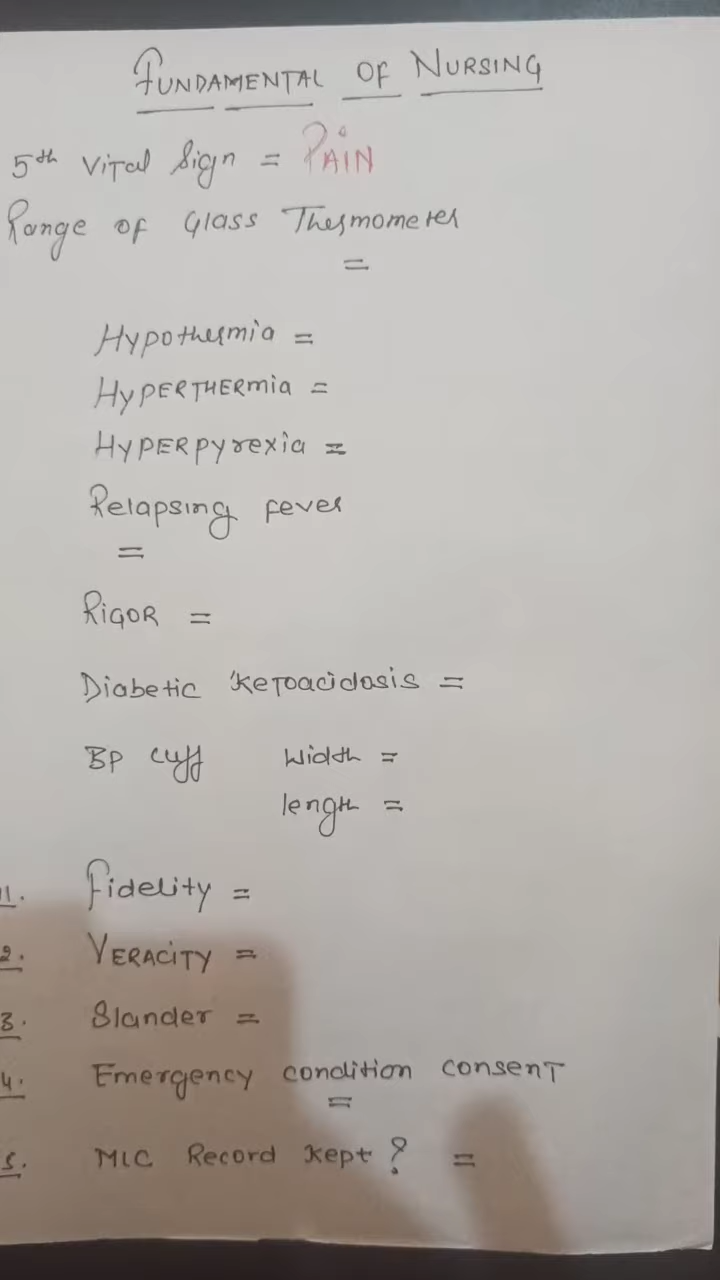 FUNDAMENTAL OF NURSING
5th Vital Sign = PAIN
Range of Glass Thermometer
=
Hypothermia =
HYPERTHERmia =
HYPERPYrexia =
Relapsing fever
=
RIGOR =
Diabetic Ketoacidosis =
BP cuff width =
length =
1. Fidelity =
2. VERACITY =
3. Slander =
4. Emergency condition consent
=
5. MLC Record kept? =